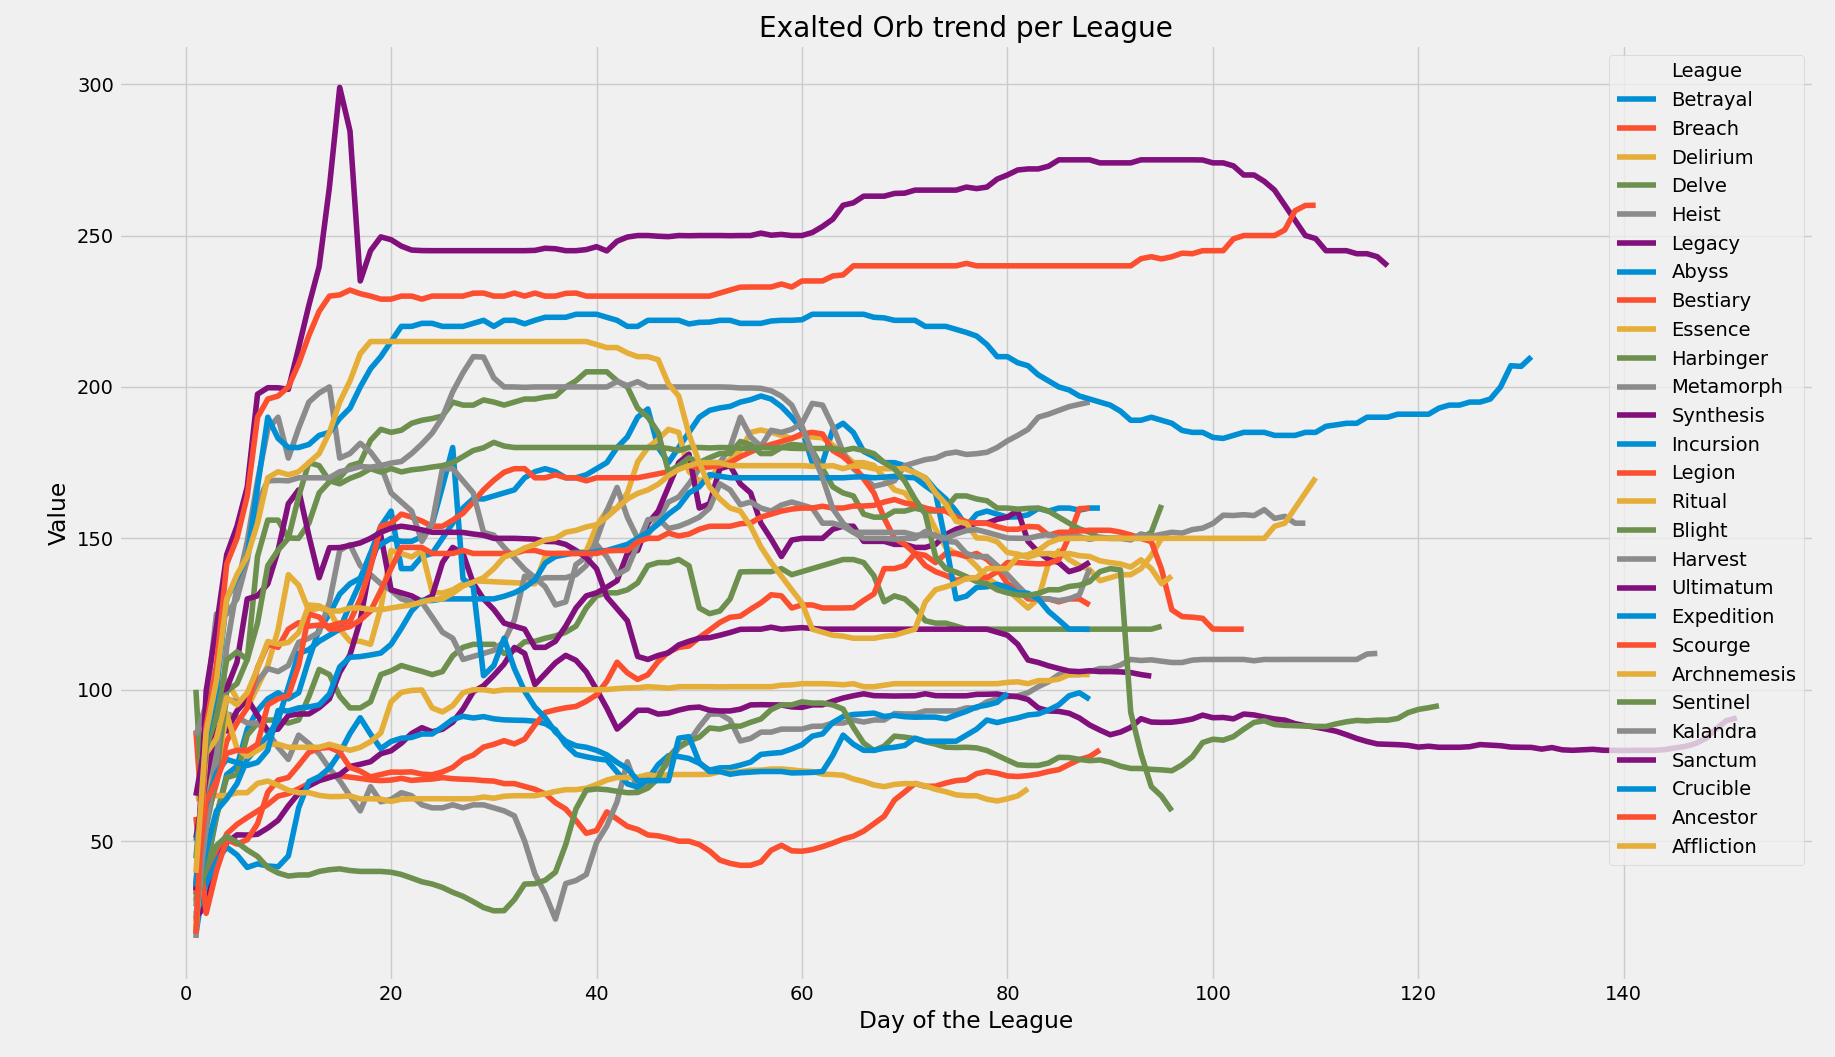 Exalted Orb trend per League
League
Betrayal
Breach
Delirium
Delve
Heist
Legacy
Abyss
Bestiary
Essence
Harbinger
Metamorph
Synthesis
Incursion
Legion
Ritual
Blight
Harvest
Ultimatum
Expedition
Scourge
Archnemesis
Sentinel
Kalandra
Sanctum
Crucible
Ancestor
Affliction
300
250
200
150
100
50
Value
0 20 40 60 80 100 120 140
Day of the League